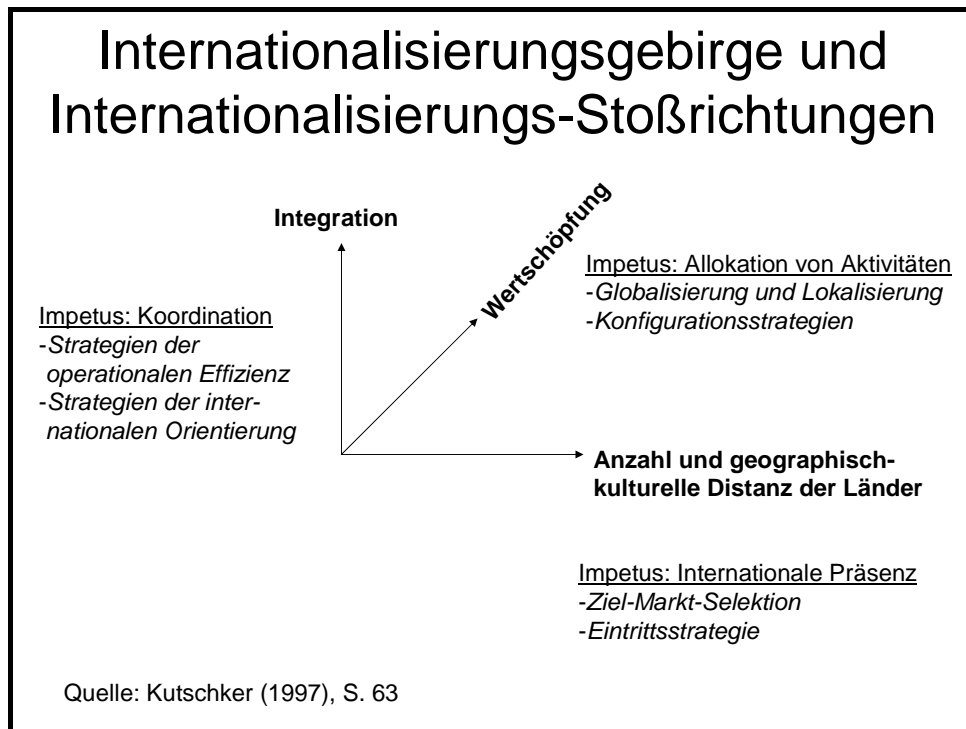 Internationalisierungsgebirge und
Internationalisierungs-Stoßrichtungen
Integration
Wertschöpfung
Impetus: Allokation von Aktivitäten
-Globalisierung und Lokalisierung
-Konfigurationsstrategien
Impetus: Koordination
-Strategien der
operationalen Effizienz
-Strategien der inter-
nationalen Orientierung
Anzahl und geographisch-
kulturelle Distanz der Länder
Impetus: Internationale Präsenz
-Ziel-Markt-Selektion
-Eintrittsstrategie
Quelle: Kutschker (1997), S. 63